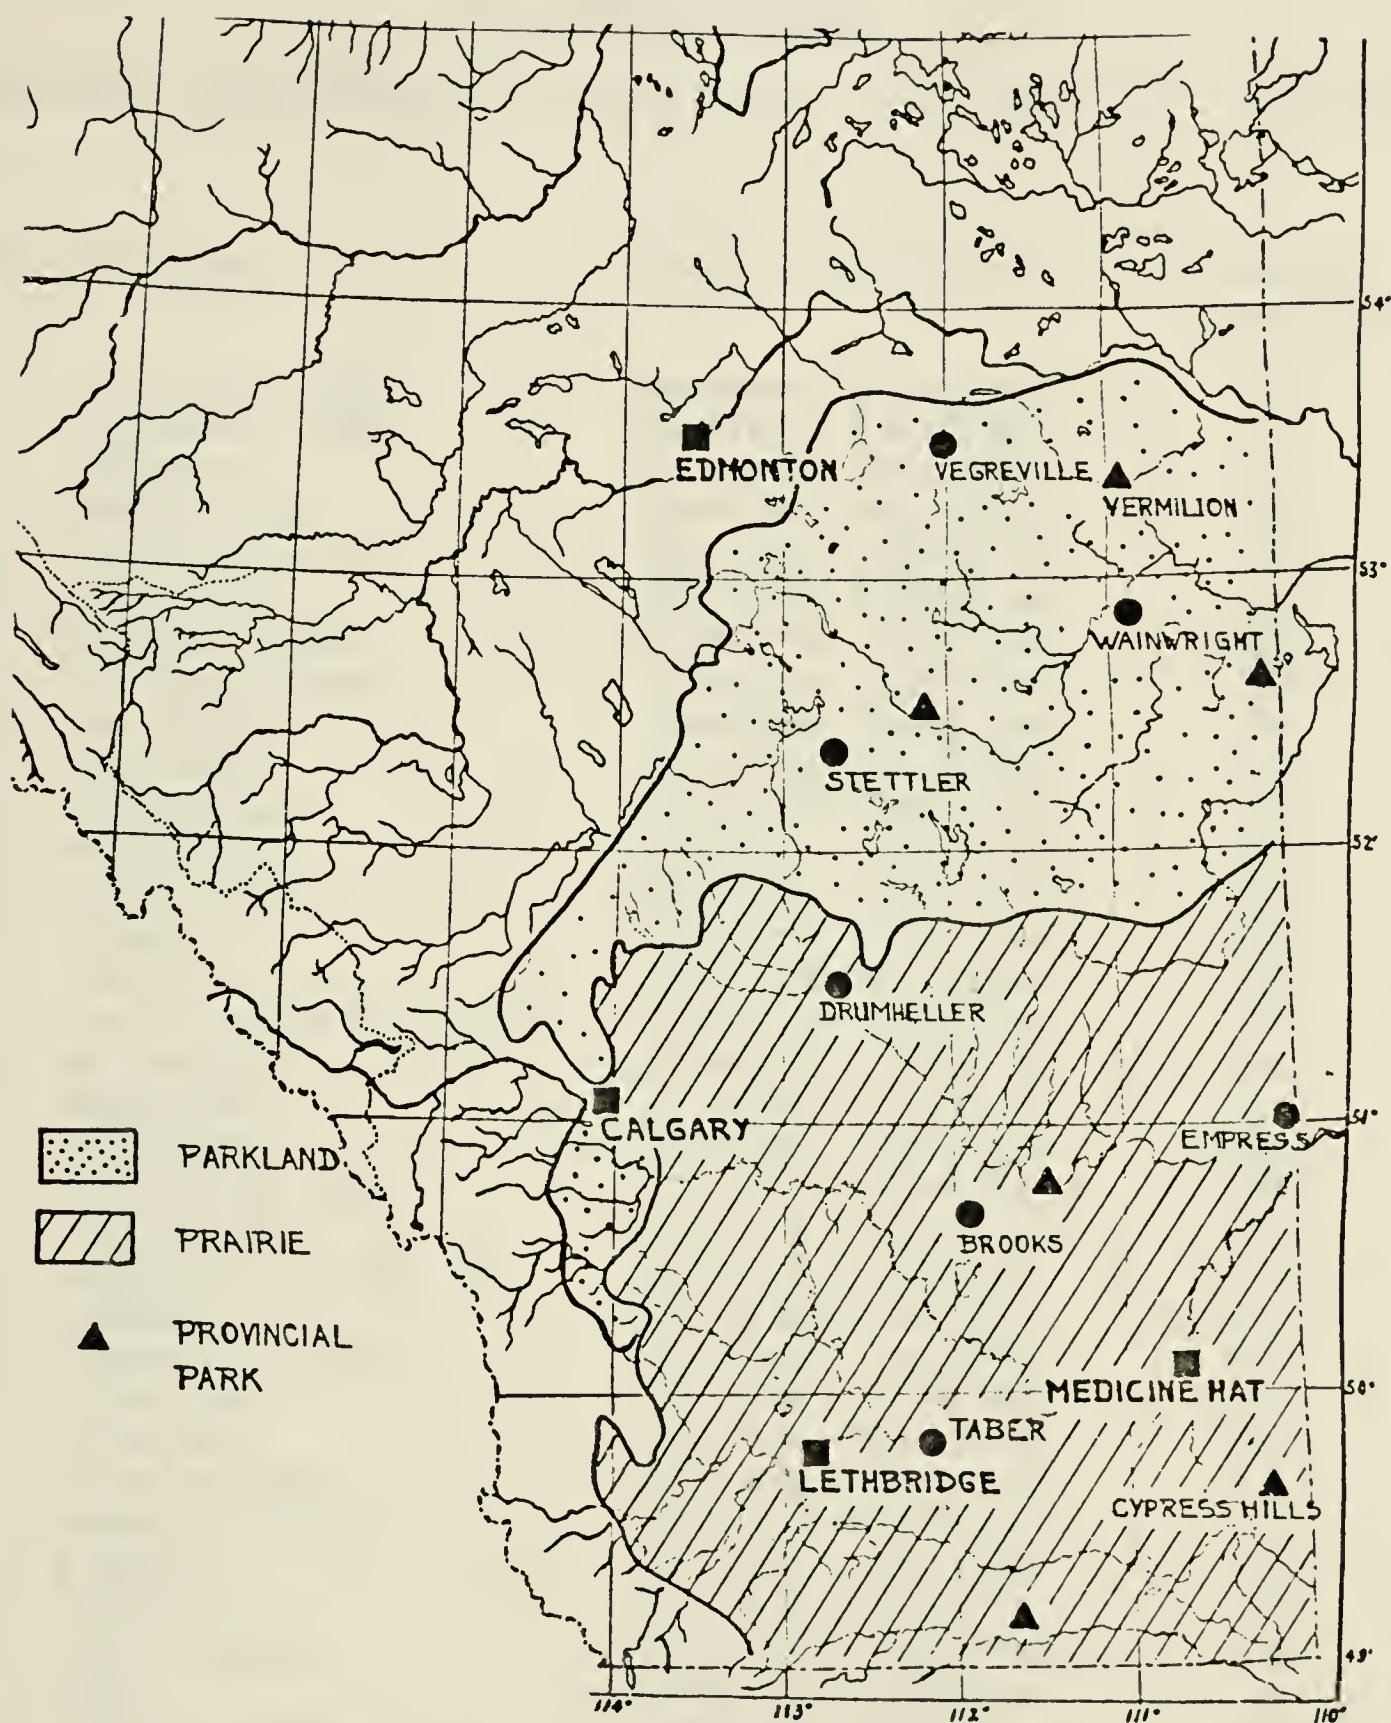 54°
EDMONTON
VEGREVILLE
VERMILION
53°
WAINWRIGHT
STETTLER
52°
DRUMHELLER
CALGARY
51°
EMPRESS
PARKLAND
BROOKS
PRAIRIE
PROVINCIAL
PARK
MEDICINE HAT
50°
TABER
LETHBRIDGE
CYPRESS HILLS
49°
114°
113°
112°
111°
110°